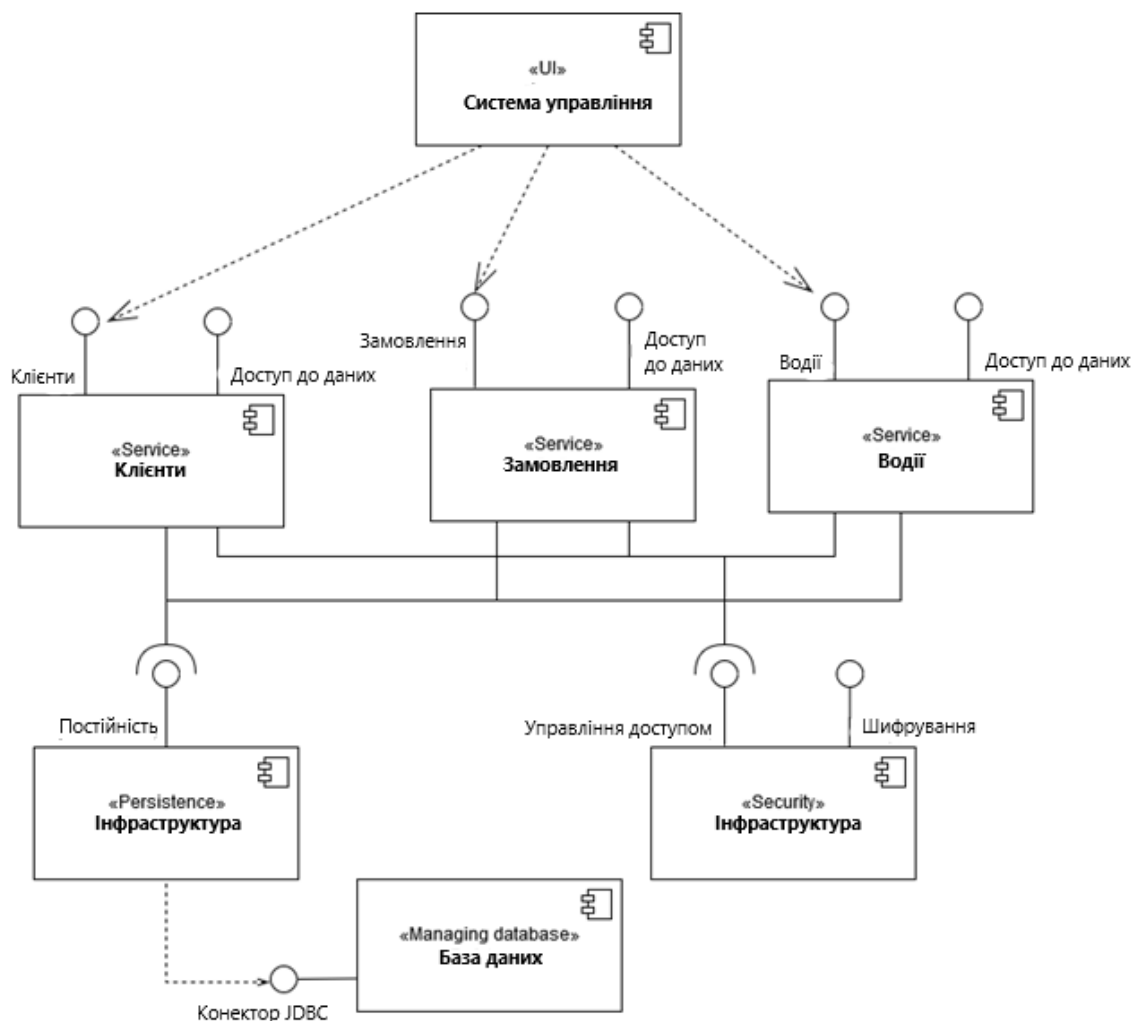 «UI»
Система управління
Клієнти
Доступ до даних
Замовлення
Доступ
до даних
Водії
Доступ до даних
«Service»
Клієнти
«Service»
Замовлення
«Service»
Водії
Постійність
Управління доступом
Шифрування
«Persistence»
Інфраструктура
«Security»
Інфраструктура
«Managing database»
База даних
Конектор JDBC